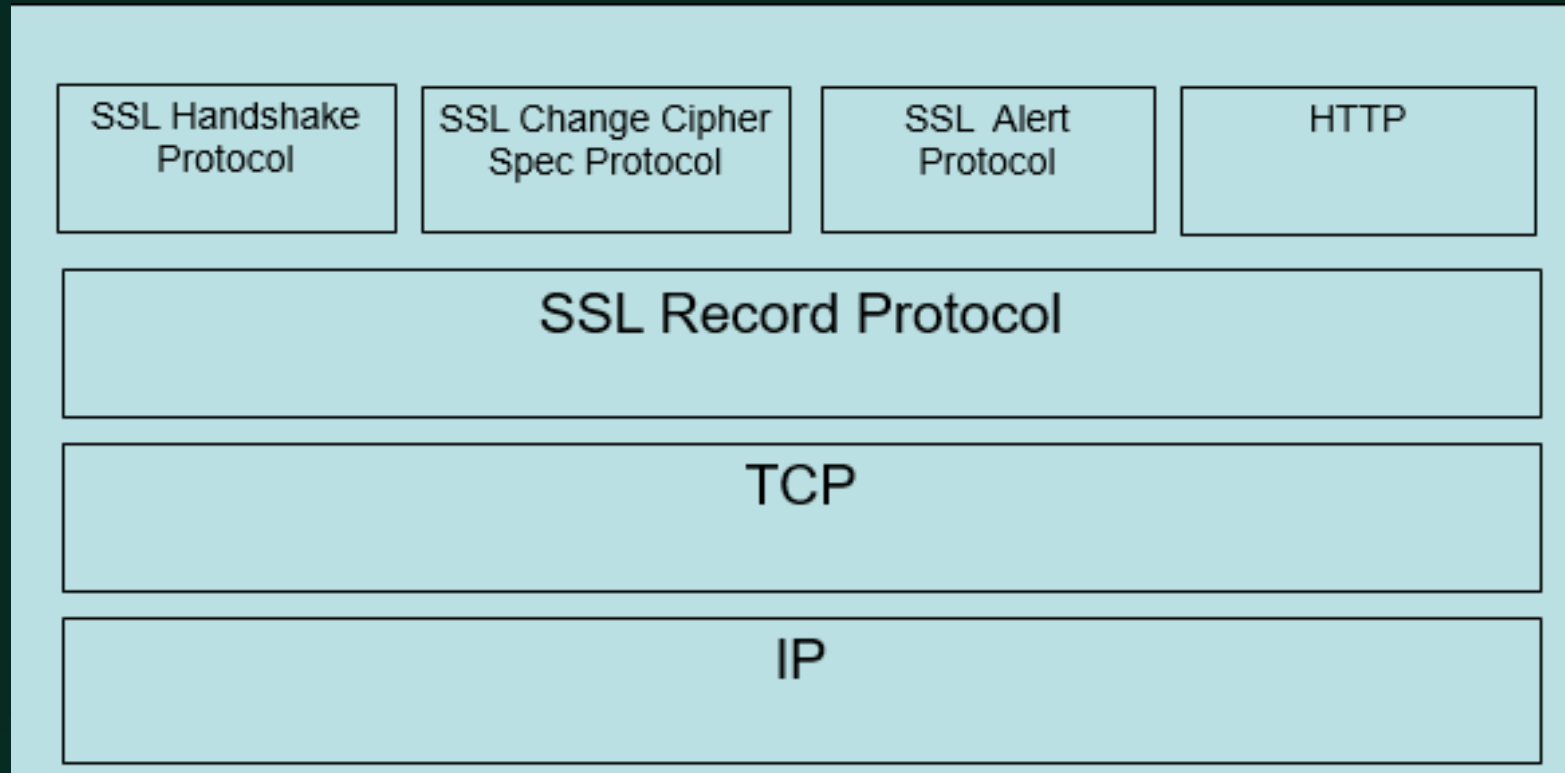 SSL Handshake
Protocol
SSL Change Cipher
Spec Protocol
SSL Alert
Protocol
HTTP
SSL Record Protocol
TCP
IP